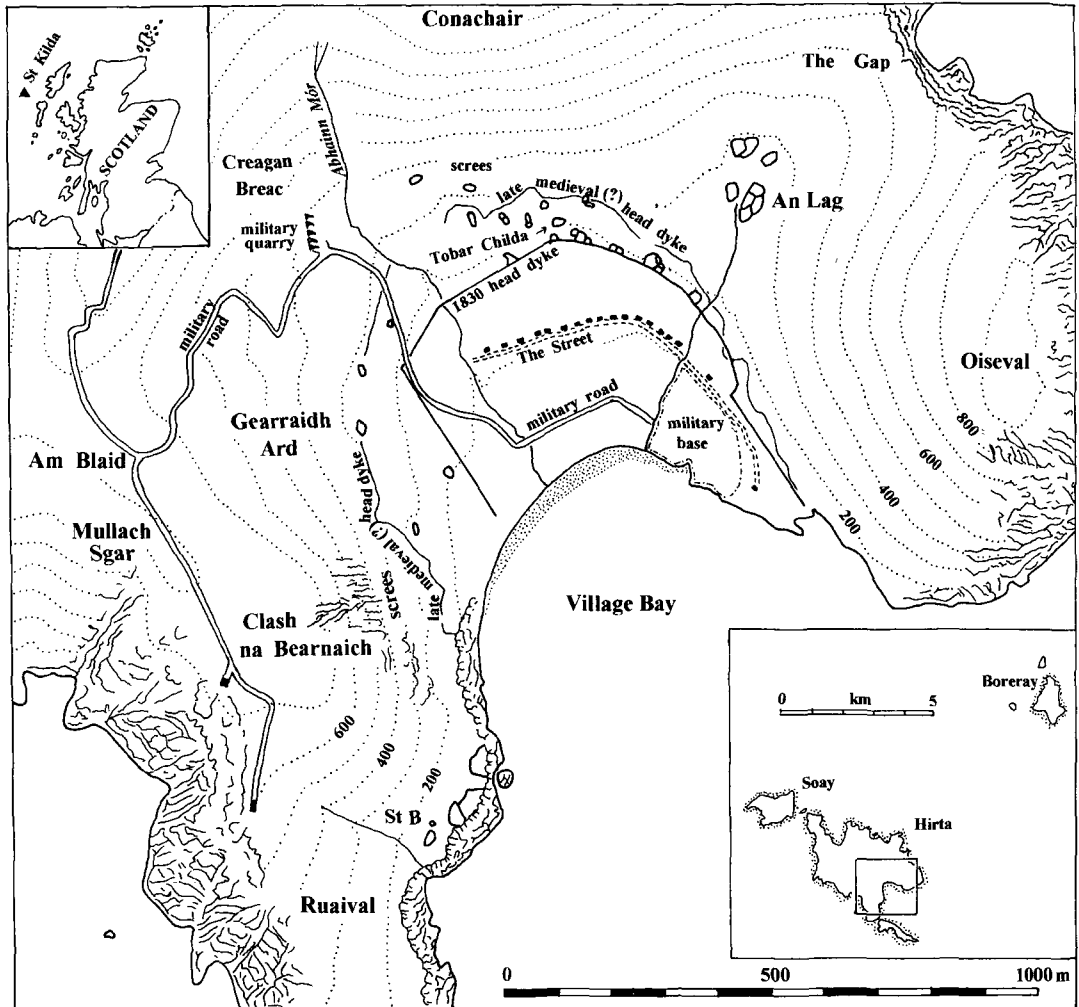 Conachair
The Gap
St Kilda
SCOTLAND
Abhainn Mór
Creagan
Breac
screes
late medieval (?) head dyke
An Lag
military
quarry
Tobar Childa
1830 head dyke
military
road
The Street
Oiseval
military road
military
base
Gearraidh
Ard
800
600
400
200
Am Blaid
head dyke
Mullach
Sgar
late medieval (?)
screes
Village Bay
Clash
na Bearnaich
Boreray
0 km 5
600
400
200
Soay
St B
Hirta
Ruaival
0 500 1000 m